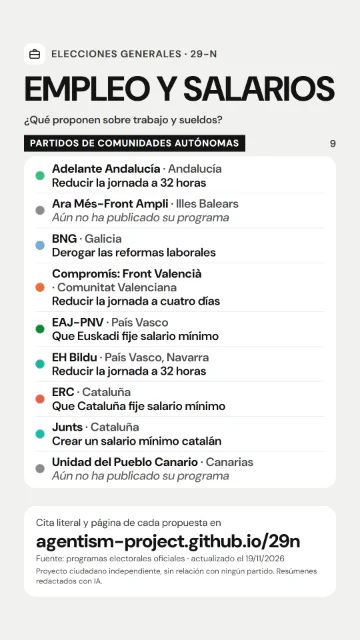 ELECCIONES GENERALES · 29-N
EMPLEO Y SALARIOS
¿Qué proponen sobre trabajo y sueldos?
PARTIDOS DE COMUNIDADES AUTÓNOMAS 9
Adelante Andalucía · Andalucía
Reducir la jornada a 32 horas
Ara Més-Front Ampli · Illes Balears
Aún no ha publicado su programa
BNG · Galicia
Derogar las reformas laborales
Compromís: Front Valencià
· Comunitat Valenciana
Reducir la jornada a cuatro días
EAJ-PNV · País Vasco
Que Euskadi fije salario mínimo
EH Bildu · País Vasco, Navarra
Reducir la jornada a 32 horas
ERC · Cataluña
Que Cataluña fije salario mínimo
Junts · Cataluña
Crear un salario mínimo catalán
Unidad del Pueblo Canario · Canarias
Aún no ha publicado su programa
Cita literal y página de cada propuesta en
agentism-project.github.io/29n
Fuente: programas electorales oficiales · actualizado el 19/11/2026
Proyecto ciudadano independiente, sin relación con ningún partido. Resúmenes
redactados con IA.